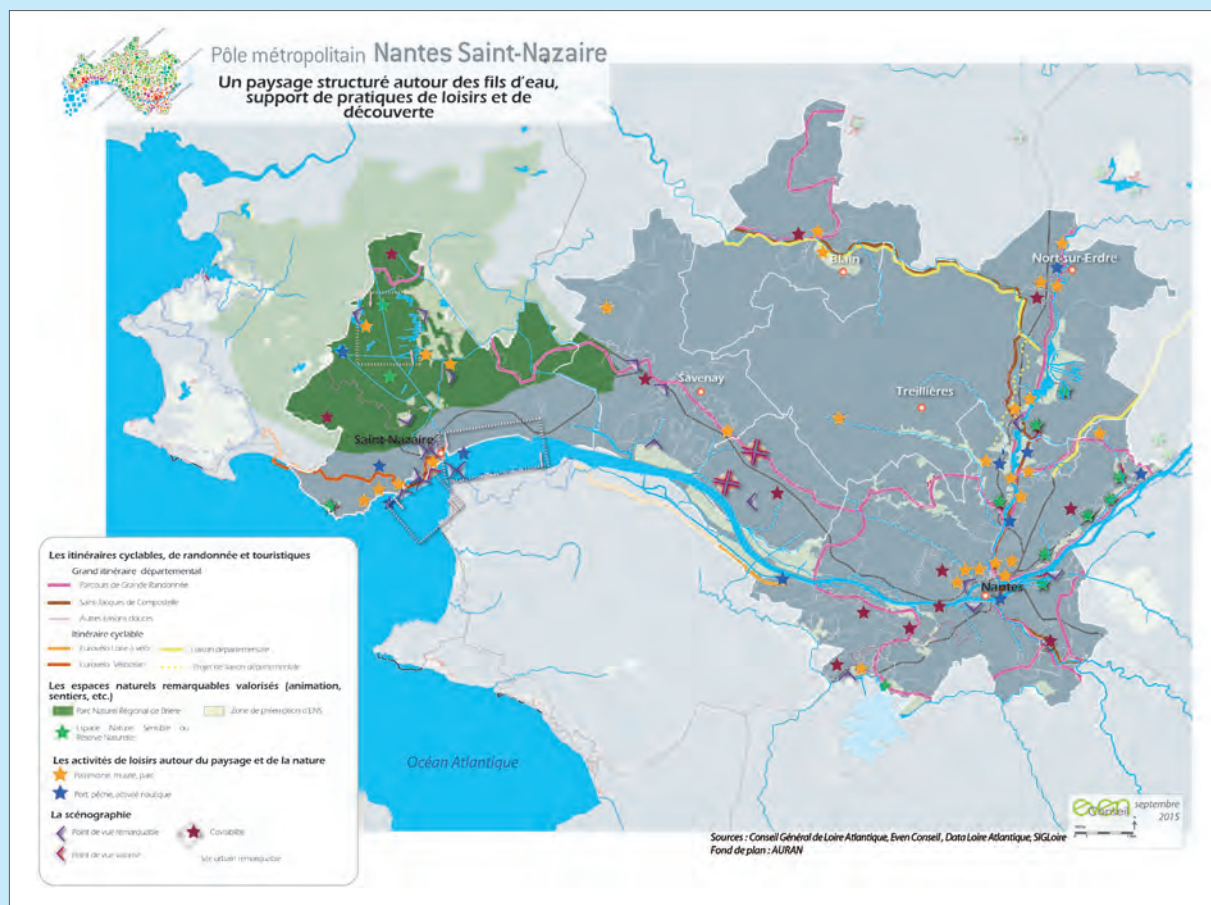 Pôle métropolitain Nantes Saint-Nazaire
Un paysage structuré autour des fils d'eau,
support de pratiques de loisirs et de
découverte
Blain
Nort-sur-Erdre
Savenay
Treillières
Saint-Nazaire
Nantes
Océan Atlantique
Les itinéraires cyclables, de randonnée et touristiques
Grand itinéraire départemental
Parcours de Grande Randonnée
Saint-Jacques de Compostelle
Autres liaisons douces
Itinéraire cyclable
Eurovélo Loire à vélo
Liaison départementale
Eurovélo Vélocéan
Projet de liaison départementale
Les espaces naturels remarquables valorisés (animation,
sentiers, etc.)
Parc Naturel Régional de Brière
Zone de préemption d'ENS
Espace Nature Sensible ou
Réserve Naturelle
Les activités de loisirs autour du paysage et de la nature
Patrimoine, musée, parc
Port, pêche, activité nautique
La scénographie
Point de vue remarquable
Covisibilité
Point de vue valorisé
Site urbain remarquable
even
Conseil
septembre
2015
Sources : Conseil Général de Loire Atlantique, Even Conseil, Data Loire Atlantique, SIGLoire
Fond de plan : AURAN